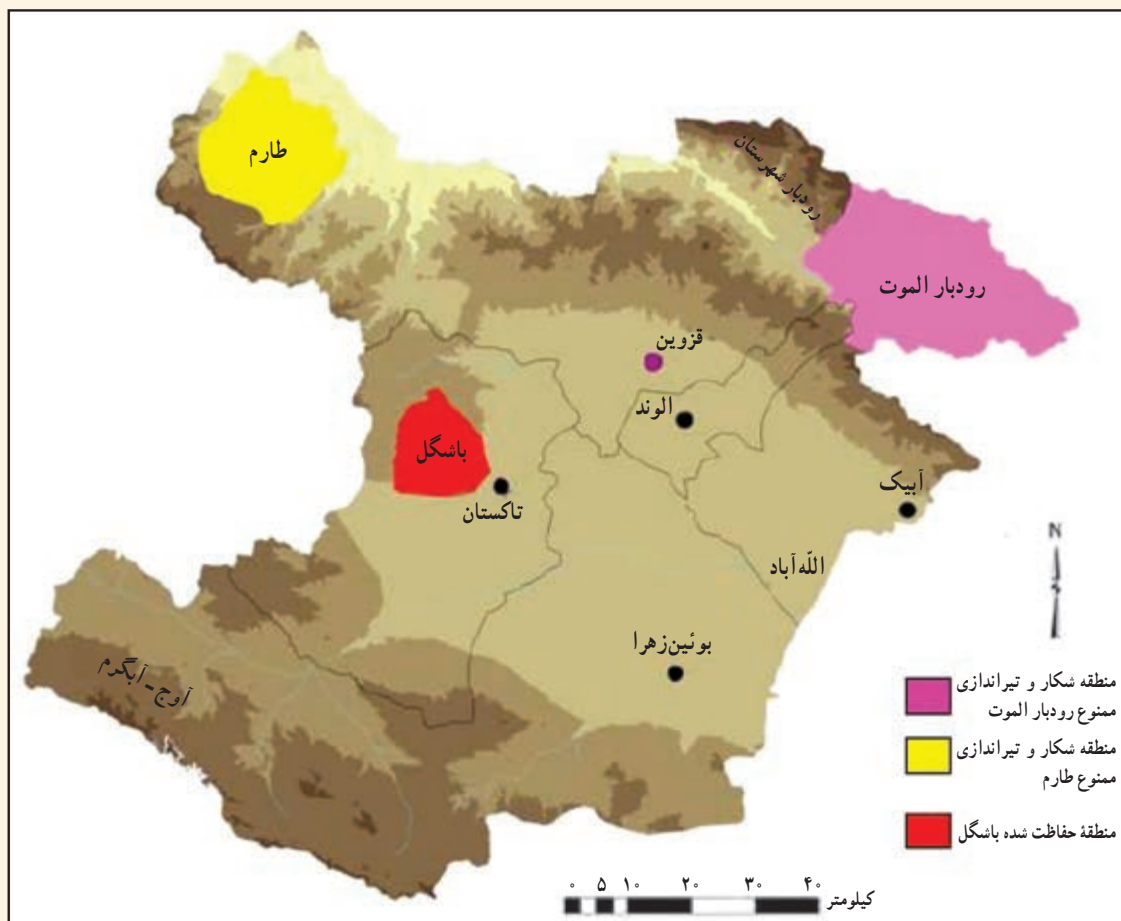 طارم
رودبار شهرستان
رودبار الموت
قزوین
الوند
باشگل
تاکستان
آبیک
اللّه‌آباد
بوئین‌زهرا
آوج-آبگرم
N
منطقه شکار و تیراندازی
ممنوع رودبار الموت
منطقه شکار و تیراندازی
ممنوع طارم
منطقهٔ حفاظت شده باشگل
۰ ۵ ۱۰ ۲۰ ۳۰ ۴۰
کیلومتر